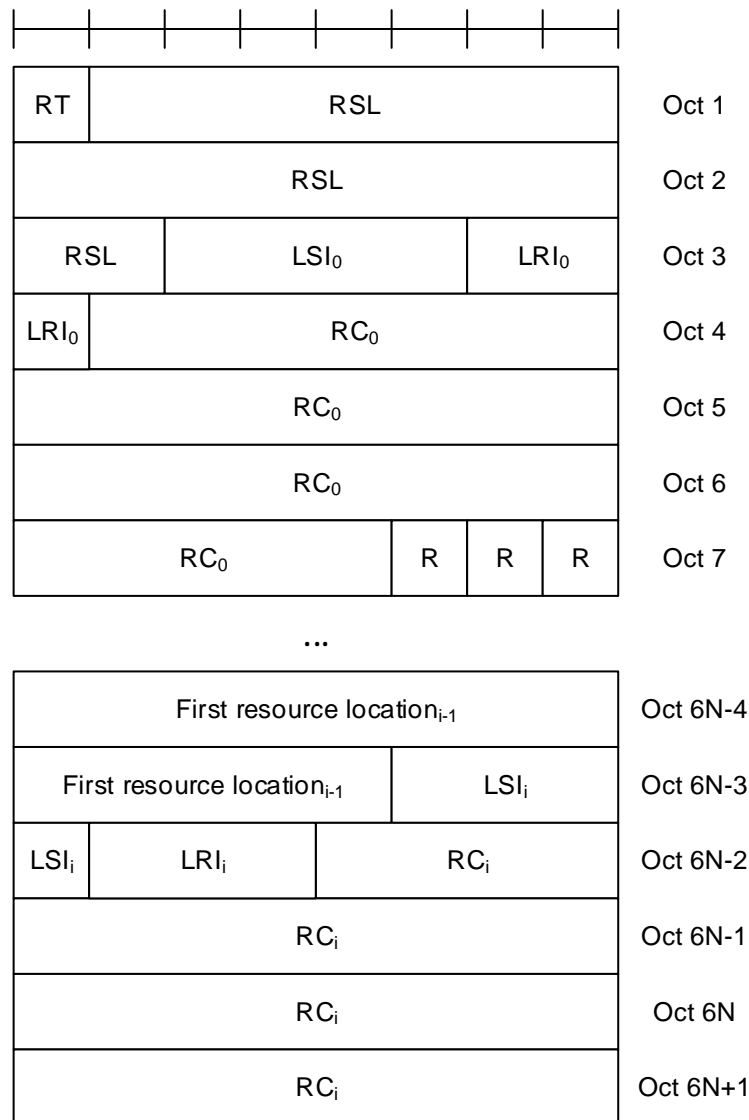 RT RSL Oct 1
RSL Oct 2
RSL LSI₀ LRI₀ Oct 3
LRI₀ RC₀ Oct 4
RC₀ Oct 5
RC₀ Oct 6
RC₀ R R R Oct 7
...
First resource locationᵢ₋₁ Oct 6N-4
First resource locationᵢ₋₁ LSIᵢ Oct 6N-3
LSIᵢ LRIᵢ RCᵢ Oct 6N-2
RCᵢ Oct 6N-1
RCᵢ Oct 6N
RCᵢ Oct 6N+1